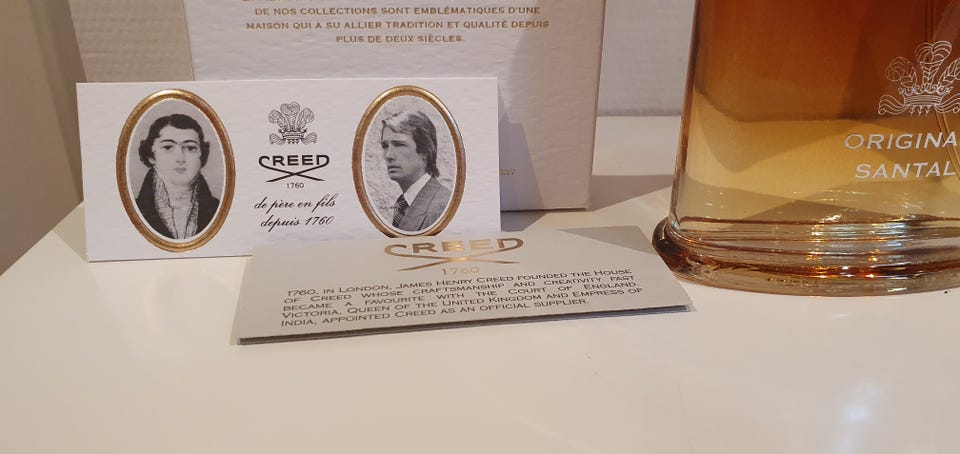 DE NOS COLLECTIONS SONT EMBLÉMATIQUES D'UNE
MAISON QUI A SU ALLIER TRADITION ET QUALITÉ DEPUIS
PLUS DE DEUX SIÈCLES.
CREED
1760
de père en fils
depuis 1760
ORIGINA
SANTAL
CREED
1760
1760, IN LONDON, JAMES HENRY CREED FOUNDED THE HOUSE
OF CREED WHOSE CRAFTSMANSHIP AND CREATIVITY FAST
BECAME A FAVOURITE WITH THE COURT OF ENGLAND.
VICTORIA, QUEEN OF THE UNITED KINGDOM AND EMPRESS OF
INDIA, APPOINTED CREED AS AN OFFICIAL SUPPLIER.